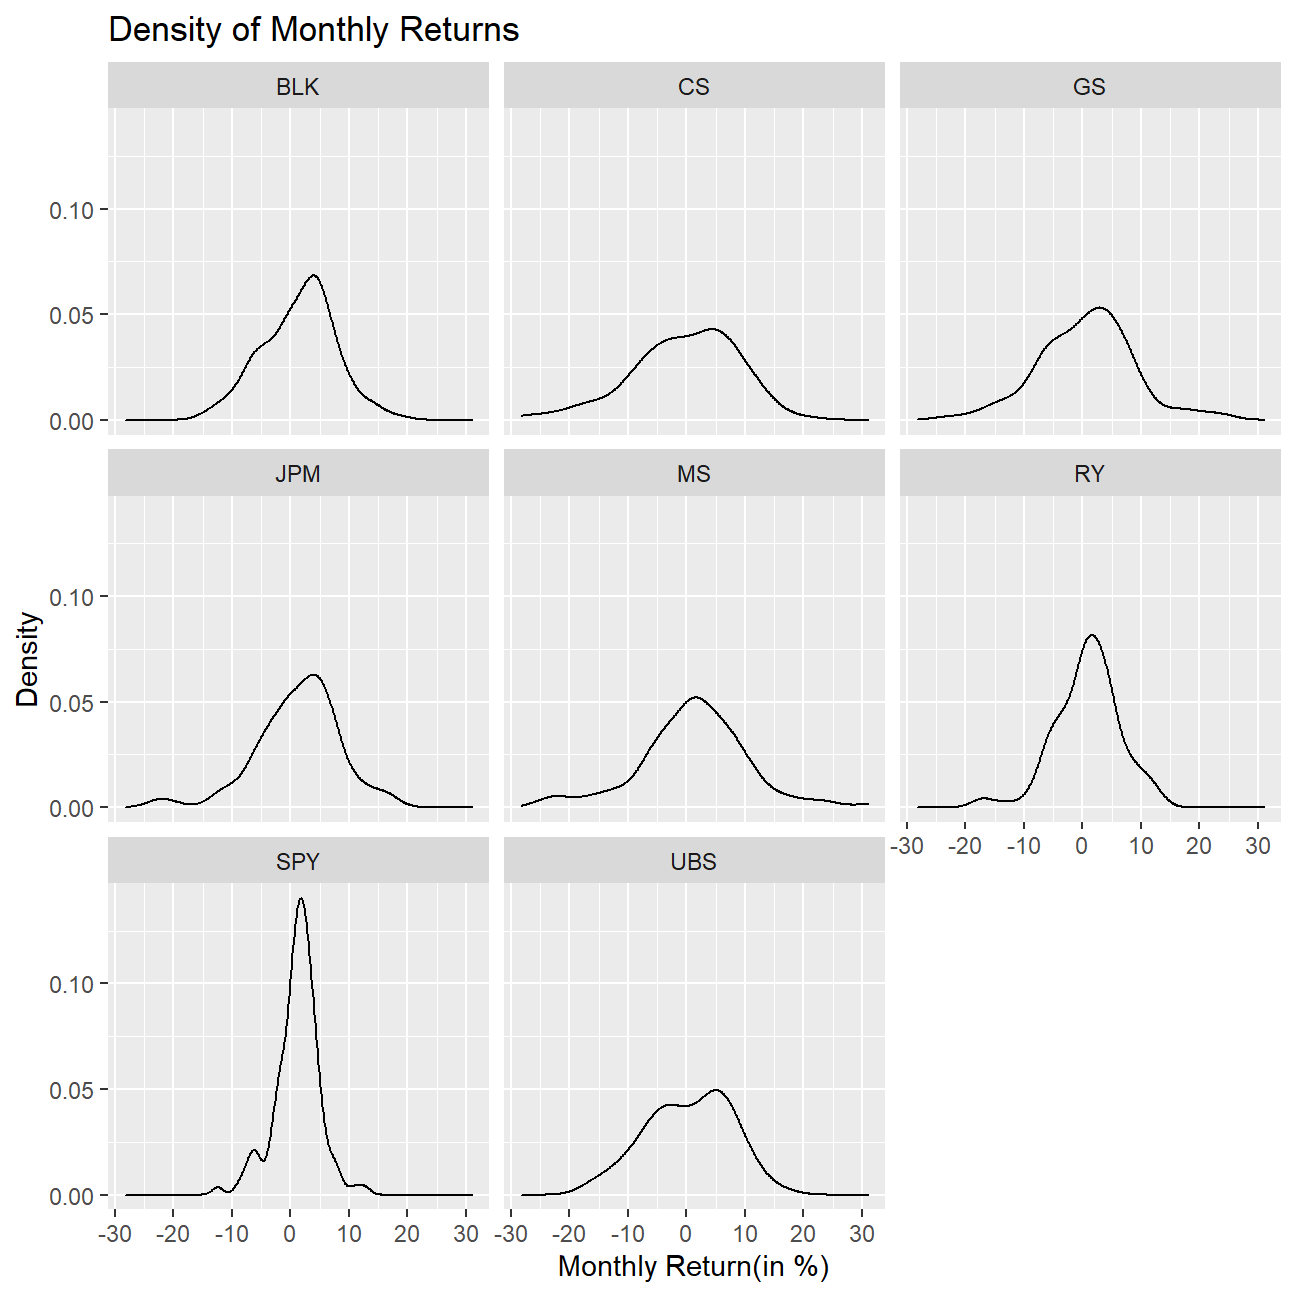 Density of Monthly Returns
BLK CS GS
0.10
0.05
0.00
JPM MS RY
0.10
0.05
0.00
-30 -20 -10 0 10 20 30
SPY UBS
0.10
0.05
0.00
-30 -20 -10 0 10 20 30 -30 -20 -10 0 10 20 30
Monthly Return(in %)
Density